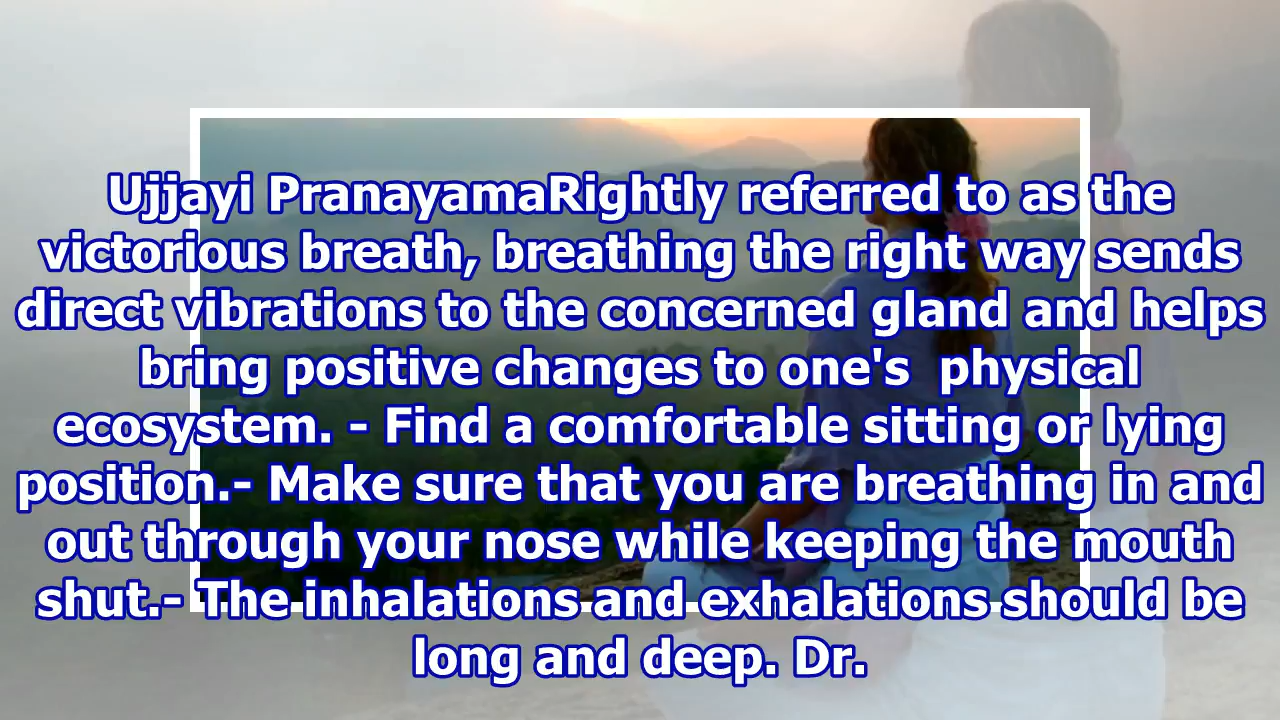 Ujjayi PranayamaRightly referred to as the
victorious breath, breathing the right way sends
direct vibrations to the concerned gland and helps
bring positive changes to one's  physical
ecosystem. - Find a comfortable sitting or lying
position.- Make sure that you are breathing in and
out through your nose while keeping the mouth
shut.- The inhalations and exhalations should be
long and deep. Dr.